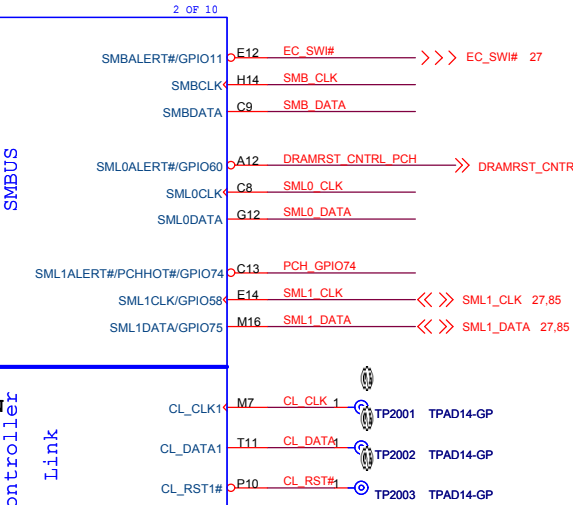 2 OF 10
SMBUS
SMBALERT#/GPIO11 E12 EC_SWI# EC_SWI# 27
SMBCLK H14 SMB_CLK
SMBDATA C9 SMB_DATA
SML0ALERT#/GPIO60 A12 DRAMRST_CNTRL_PCH DRAMRST_CNTR
SML0CLK C8 SML0_CLK
SML0DATA G12 SML0_DATA
SML1ALERT#/PCHHOT#/GPIO74 C13 PCH_GPIO74
SML1CLK/GPIO58 E14 SML1_CLK SML1_CLK 27,85
SML1DATA/GPIO75 M16 SML1_DATA SML1_DATA 27,85
ontroller
Link
CL_CLK1 M7 CL_CLK 1 TP2001 TPAD14-GP
CL_DATA1 T11 CL_DATA 1 TP2002 TPAD14-GP
CL_RST1# P10 CL_RST# 1 TP2003 TPAD14-GP